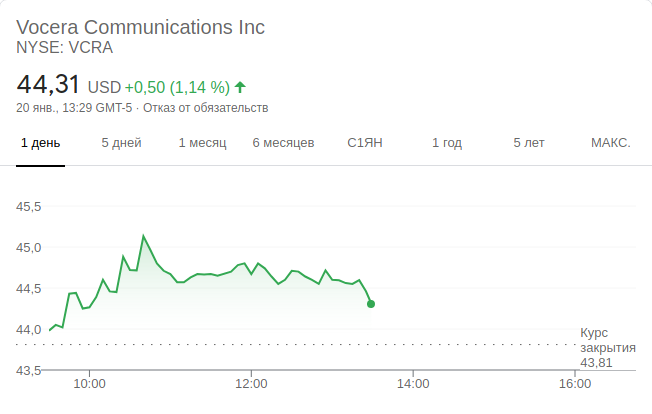 Vocera Communications Inc
NYSE: VCRA
44,31 USD +0,50 (1,14 %)
20 янв., 13:29 GMT-5 · Отказ от обязательств
1 день 5 дней 1 месяц 6 месяцев С1ЯН 1 год 5 лет МАКС.
45,5
45,0
44,5
44,0
Курс
закрытия
43,81
43,5
10:00 12:00 14:00 16:00